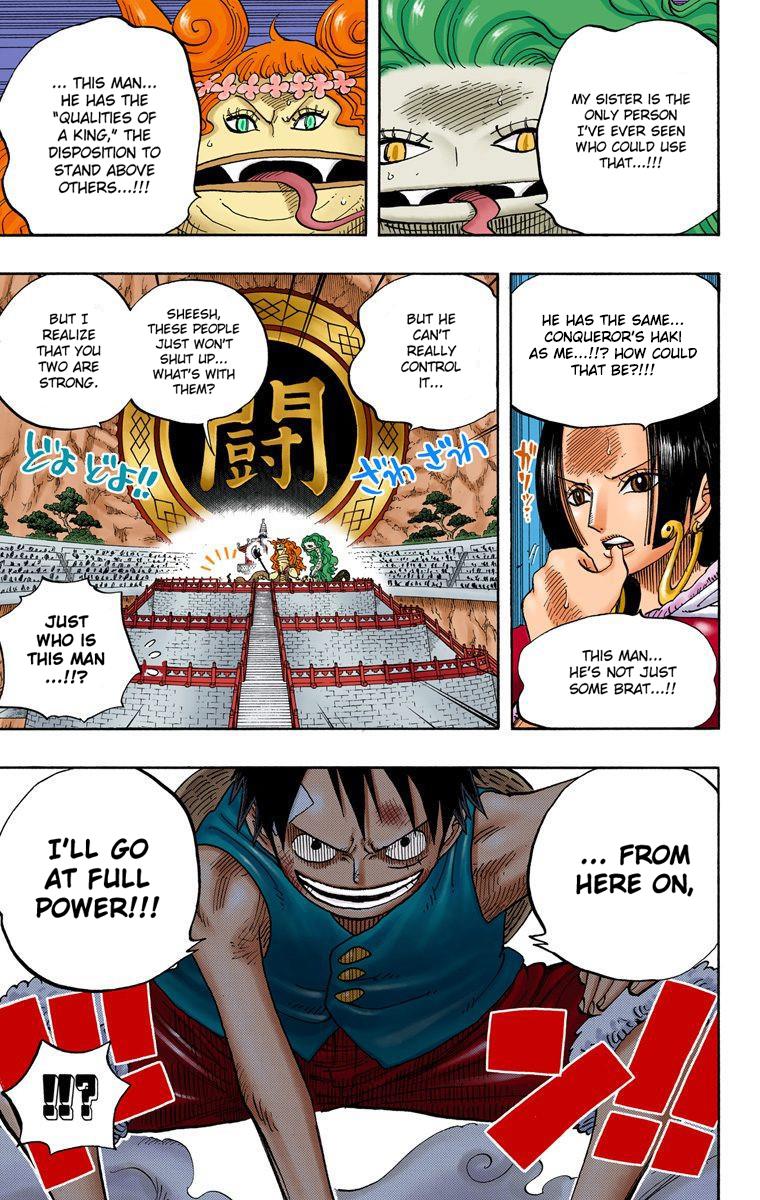 MY SISTER IS THE
ONLY PERSON
I'VE EVER SEEN
WHO COULD USE
THAT...!!!
... THIS MAN...
HE HAS THE
"QUALITIES OF
A KING," THE
DISPOSITION TO
STAND ABOVE
OTHERS...!!!
HE HAS THE SAME...
CONQUEROR'S HAKI
AS ME...!!? HOW COULD
THAT BE?!!!
ガリッ…
THIS MAN...
HE'S NOT JUST
SOME BRAT...!!
BUT HE
CAN'T
REALLY
CONTROL
IT...
SHEESH,
THESE PEOPLE
JUST WON'T
SHUT UP...
WHAT'S WITH
THEM?
BUT I
REALIZE
THAT YOU
TWO ARE
STRONG.
闘
ざわざわ
どよどよ!!
JUST
WHO IS
THIS MAN
...!!?
... FROM
HERE ON,
I'LL GO
AT FULL
POWER!!!
!!?